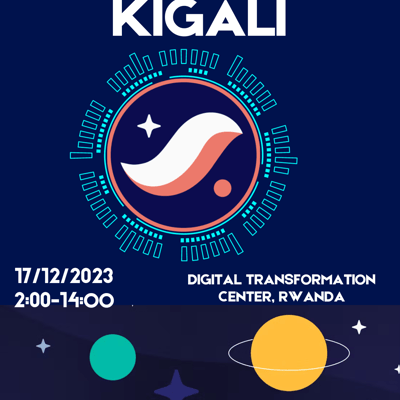 KIGALI
17/12/2023
2:00-14:00
DIGITAL TRANSFORMATION
CENTER, RWANDA